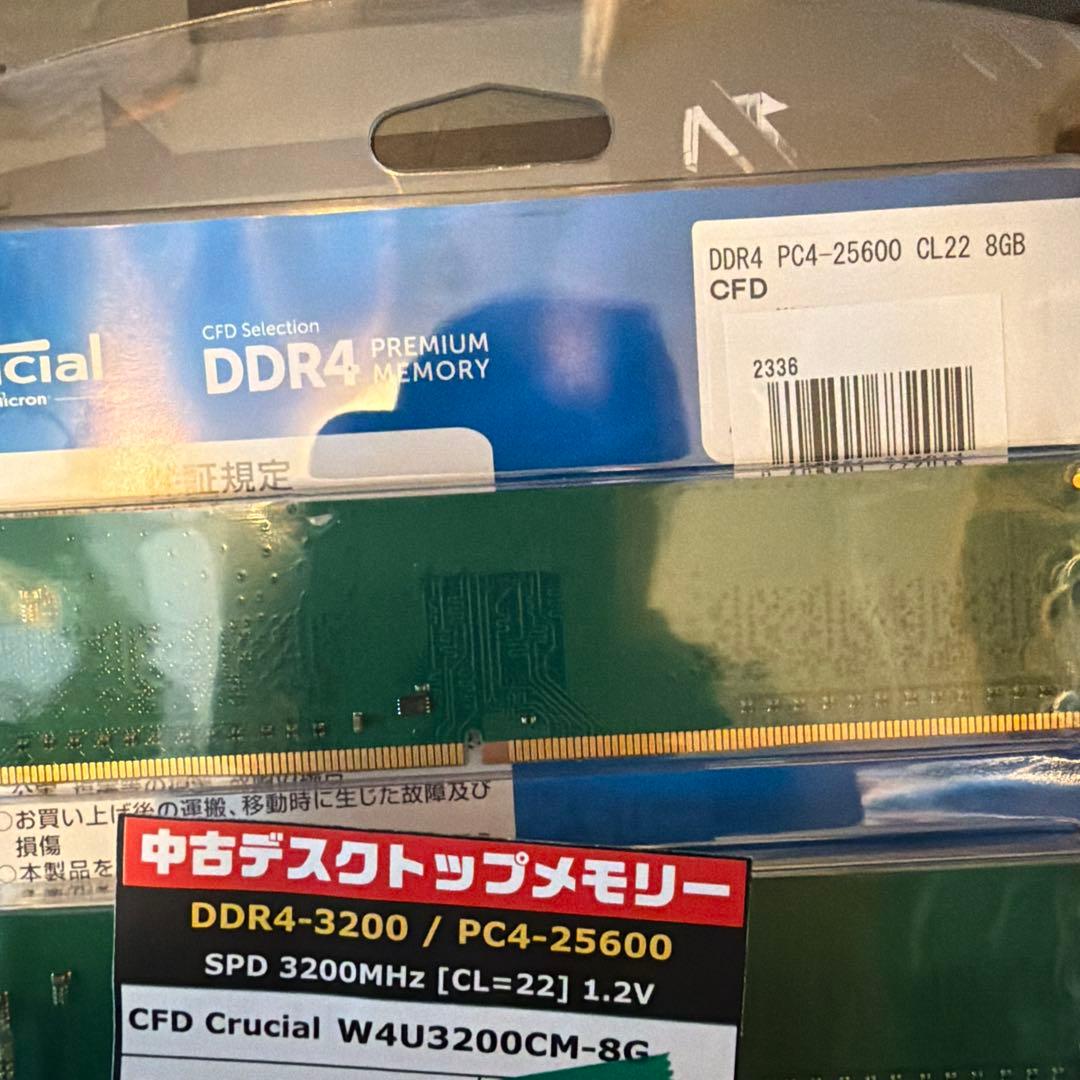 DDR4 PC4-25600 CL22 8GB
CFD
2336
CFD Selection
DDR4 PREMIUM MEMORY
cial
micron
証規定
○お買い上げ後の運搬、移動時に生じた故障及び
損傷
○本製品を
中古デスクトップメモリー
DDR4-3200 / PC4-25600
SPD 3200MHz [CL=22] 1.2V
CFD Crucial W4U3200CM-8G